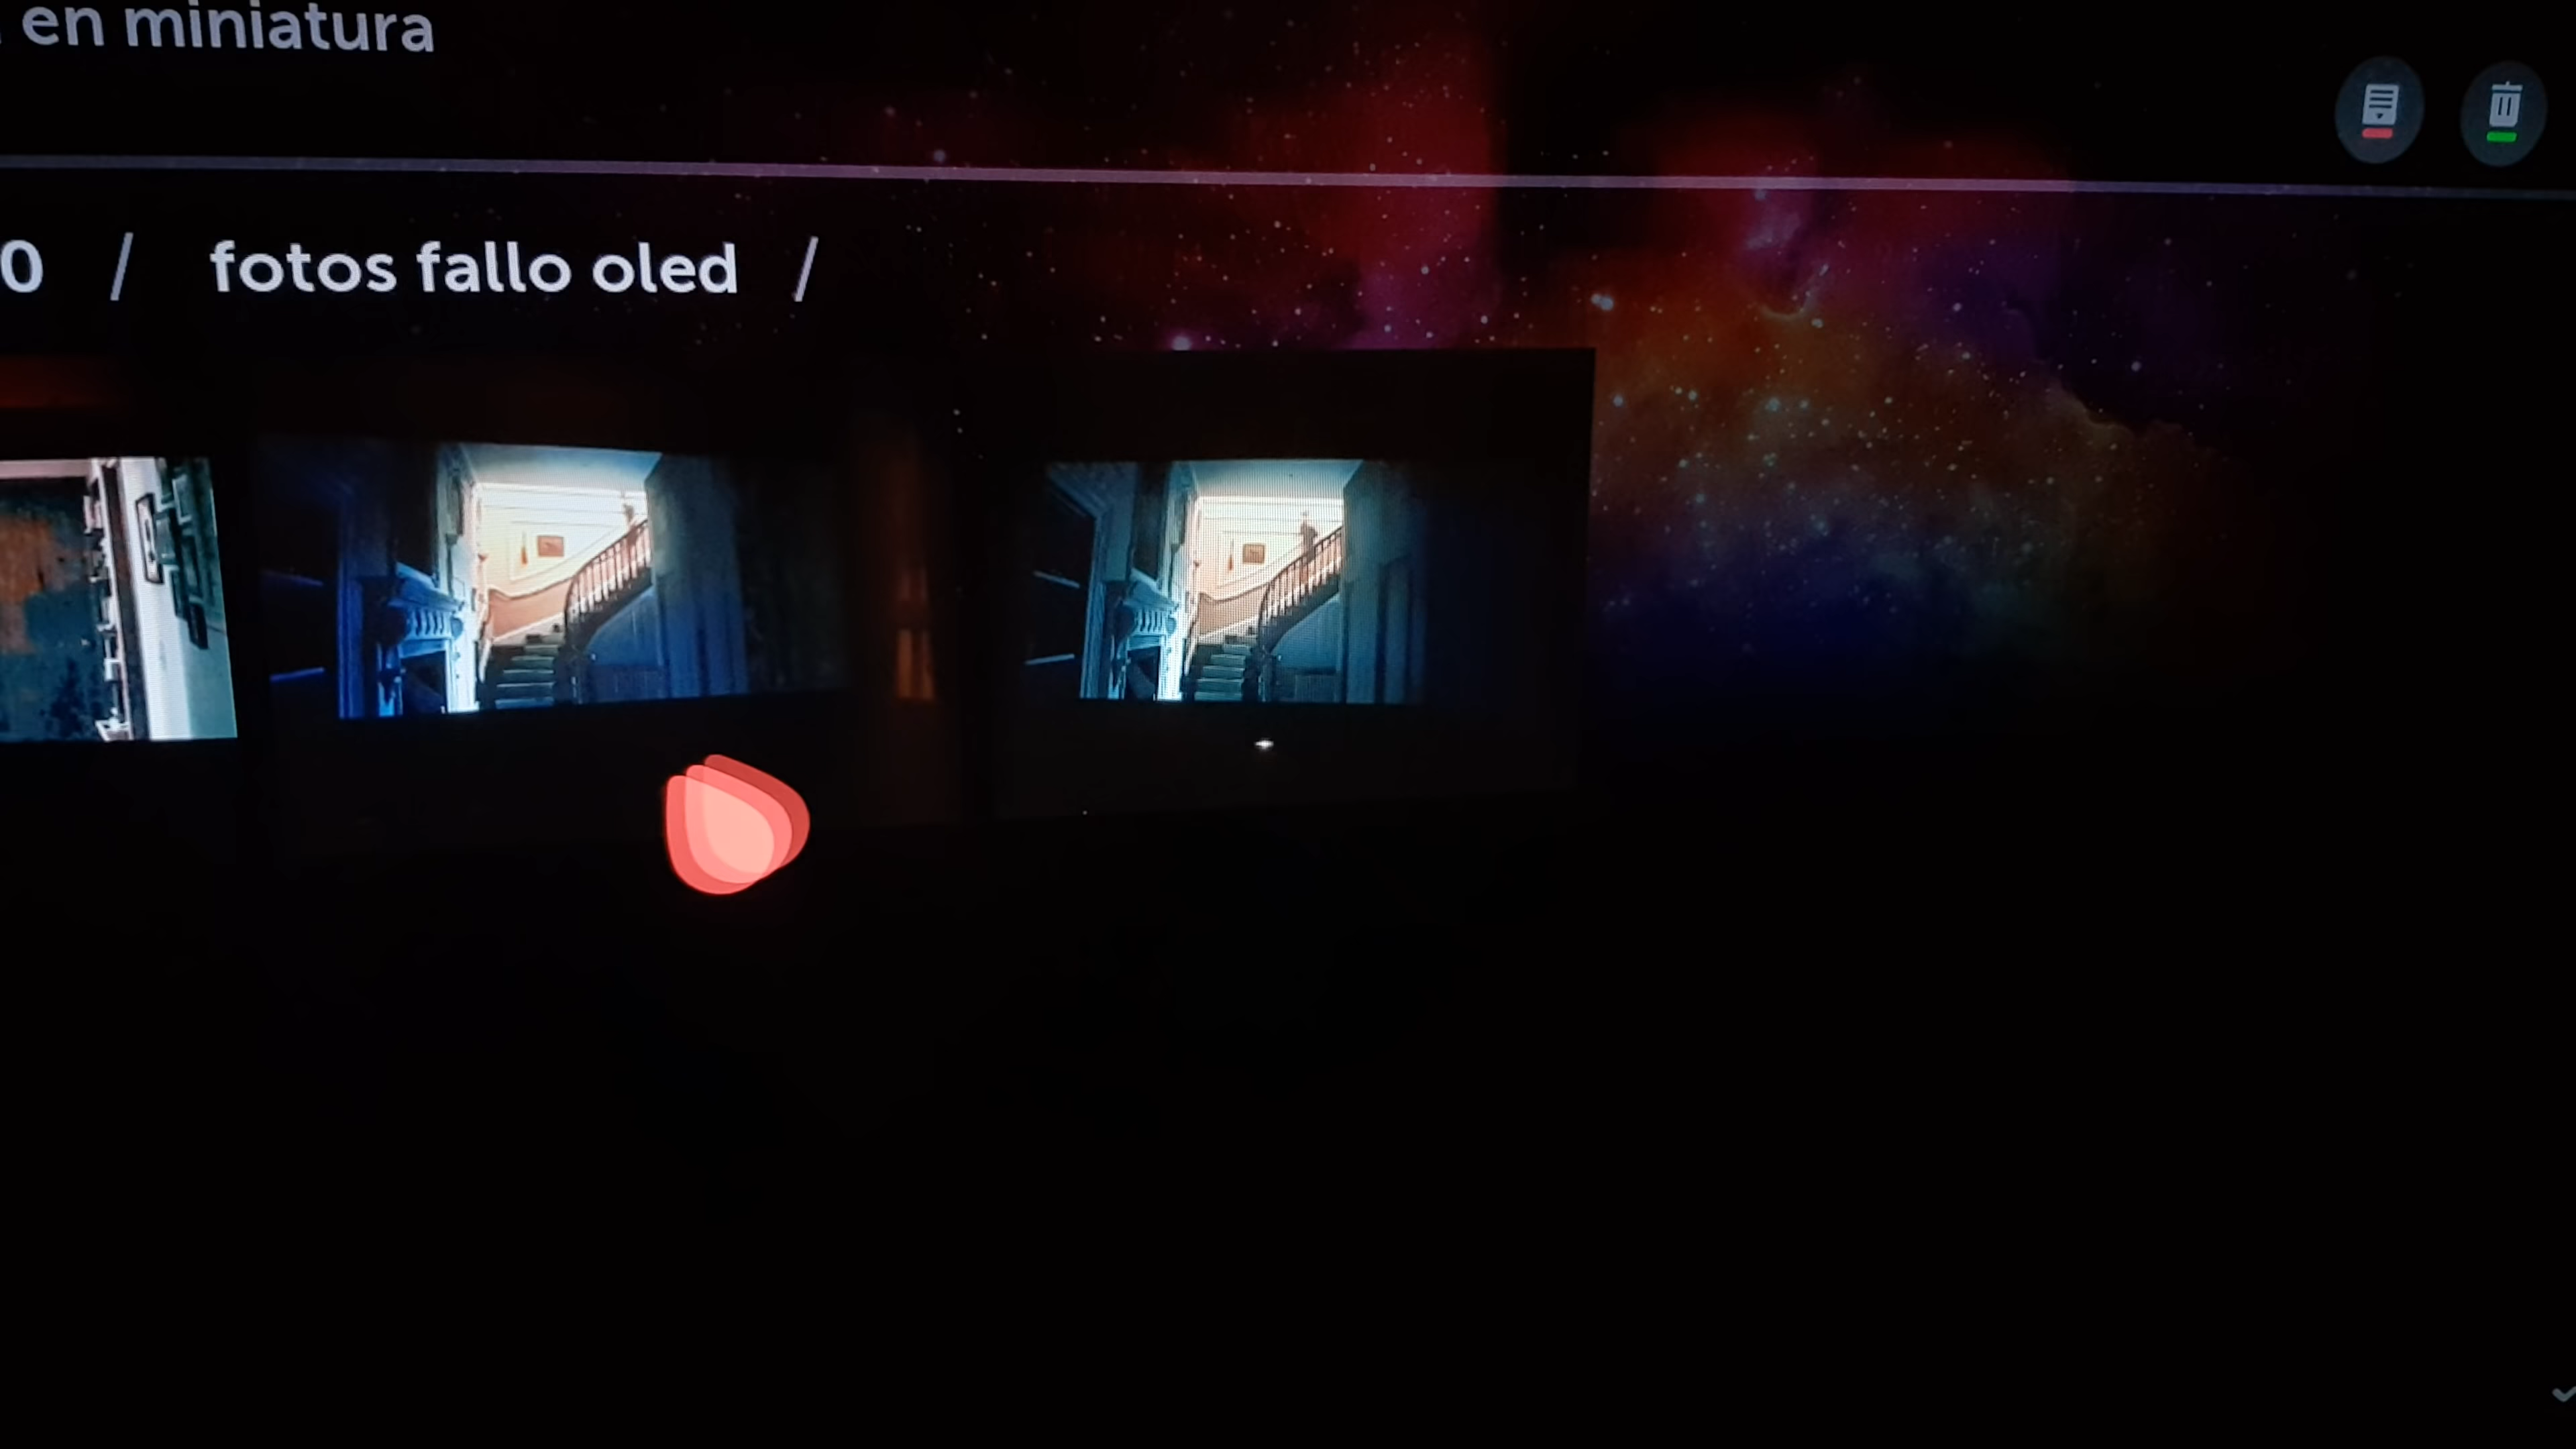 en miniatura
0 / fotos fallo oled /